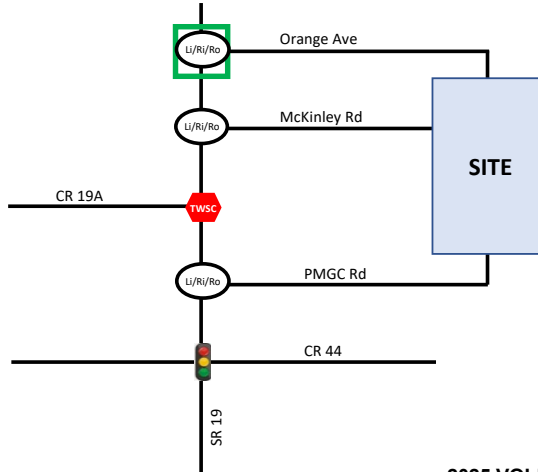 Orange Ave
Li/Ri/Ro
McKinley Rd
Li/Ri/Ro
SITE
CR 19A
TWSC
PMGC Rd
Li/Ri/Ro
CR 44
SR 19